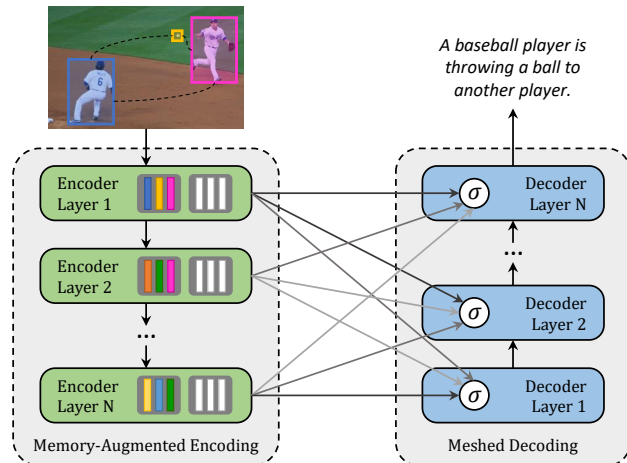 A baseball player is
throwing a ball to
another player.
Encoder
Layer 1
Encoder
Layer 2
...
Encoder
Layer N
Memory-Augmented Encoding
σ
Decoder
Layer N
...
σ
Decoder
Layer 2
σ
Decoder
Layer 1
Meshed Decoding
6